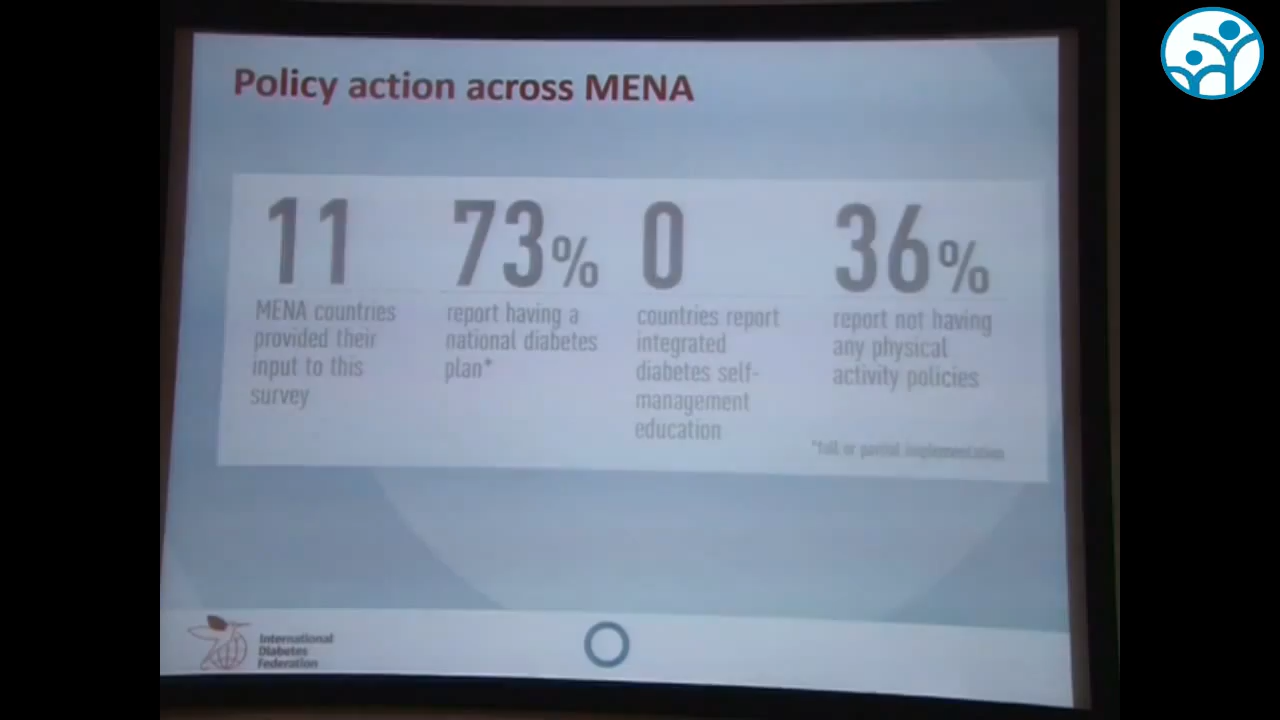 Policy action across MENA
11
MENA countries
provided their
input to this
survey
73%
report having a
national diabetes
plan*
0
countries report
integrated
diabetes self-
management
education
36%
report not having
any physical
activity policies
*full or partial implementation
International
Diabetes
Federation